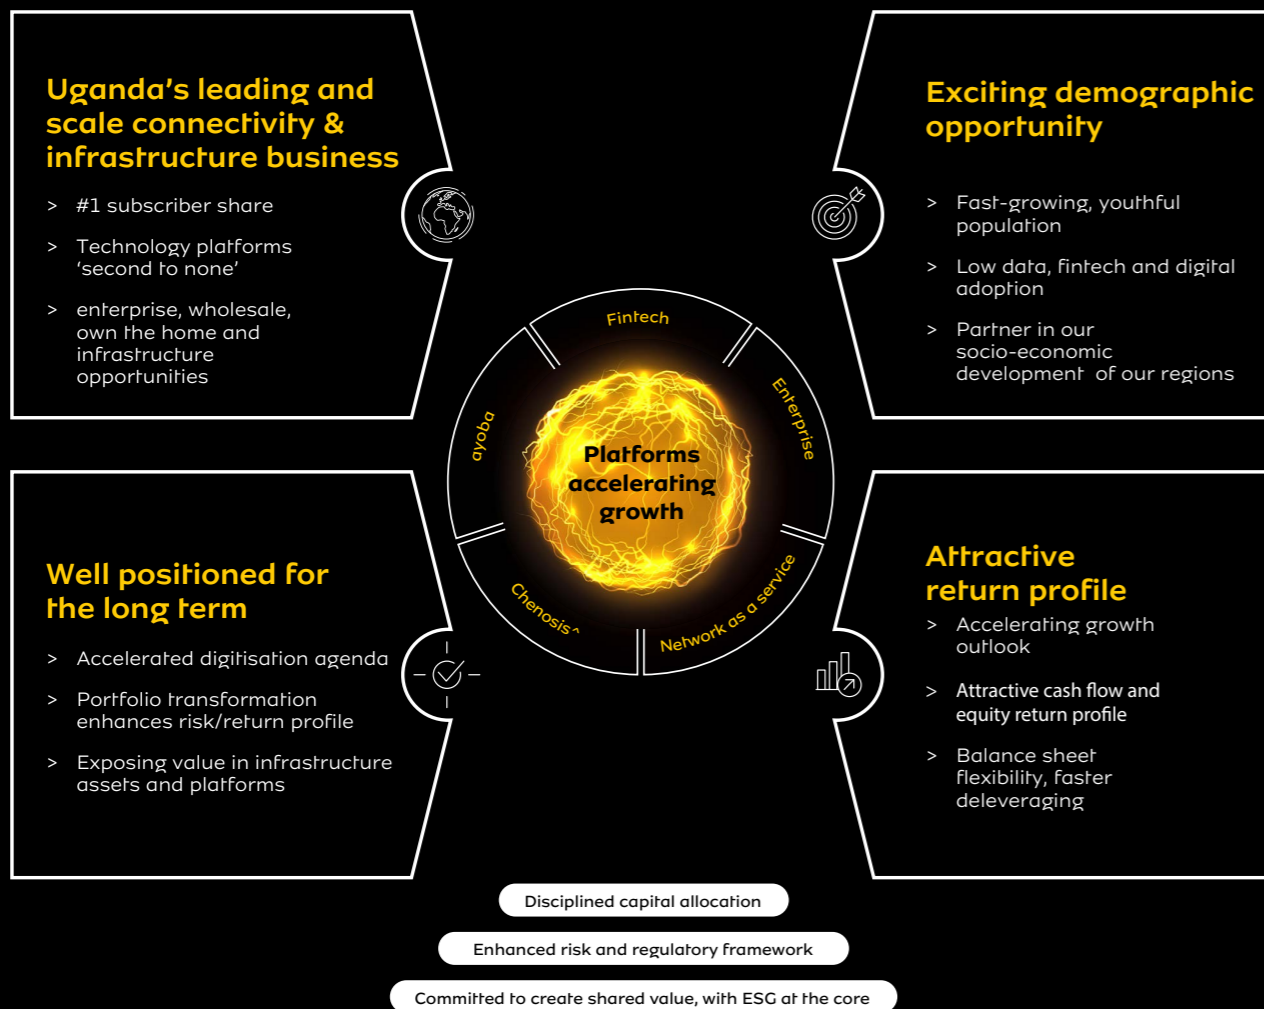 Uganda's leading and
scale connectivity &
infrastructure business
> #1 subscriber share
> Technology platforms
'second to none'
> enterprise, wholesale,
own the home and
infrastructure
opportunities
Exciting demographic
opportunity
> Fast-growing, youthful
population
> Low data, fintech and digital
adoption
> Partner in our
socio-economic
development of our regions
Fintech
Enterprise
Network as a service
Chenosis^
ayoba
Platforms
accelerating
growth
Well positioned for
the long term
> Accelerated digitisation agenda
> Portfolio transformation
enhances risk/return profile
> Exposing value in infrastructure
assets and platforms
Attractive
return profile
> Accelerating growth
outlook
> Attractive cash flow and
equity return profile
> Balance sheet
flexibility, faster
deleveraging
Disciplined capital allocation
Enhanced risk and regulatory framework
Committed to create shared value, with ESG at the core